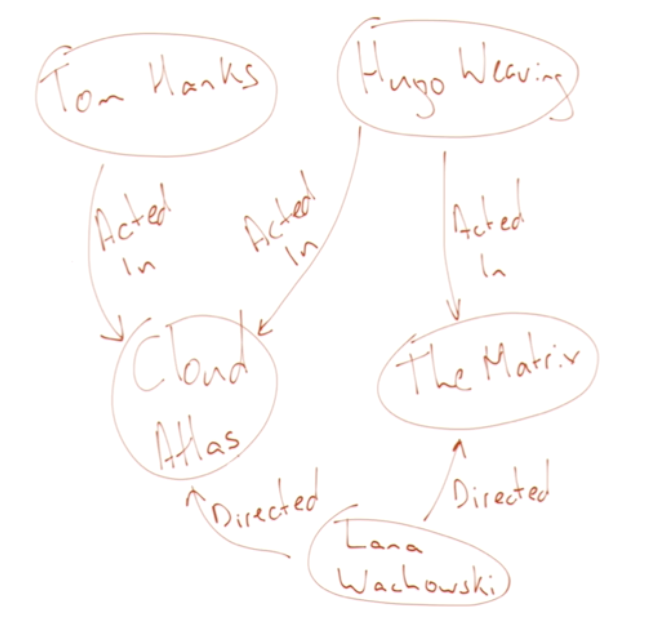 Tom Hanks
Hugo Weaving
Acted
In
Acted
In
Acted
In
Cloud
Atlas
The Matrix
Directed
Directed
Lana
Wachowski